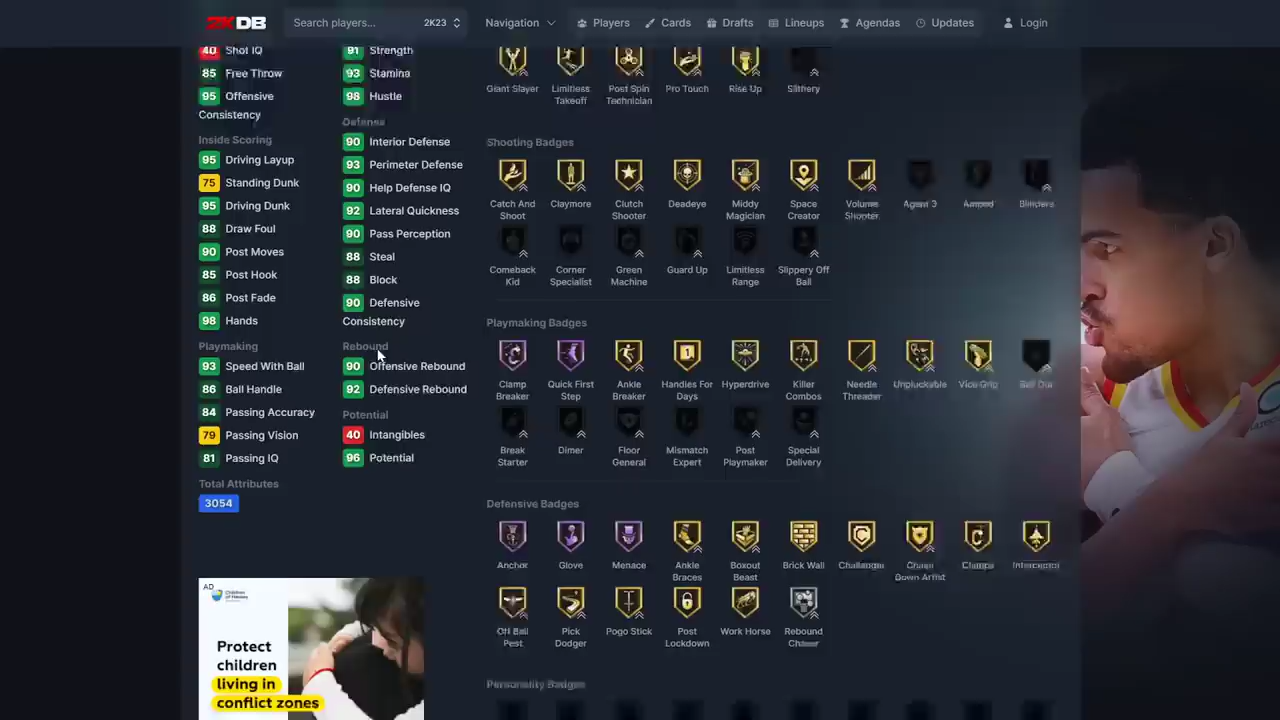 2KDB
Search players...
2K23
Navigation
Players
Cards
Drafts
Lineups
Agendas
Updates
Login
40 Shot IQ
85 Free Throw
95 Offensive
Consistency
Inside Scoring
95 Driving Layup
75 Standing Dunk
95 Driving Dunk
88 Draw Foul
90 Post Moves
85 Post Hook
86 Post Fade
98 Hands
Playmaking
93 Speed With Ball
86 Ball Handle
84 Passing Accuracy
79 Passing Vision
81 Passing IQ
Total Attributes
3054
91 Strength
93 Stamina
98 Hustle
Defense
90 Interior Defense
93 Perimeter Defense
90 Help Defense IQ
92 Lateral Quickness
90 Pass Perception
88 Steal
88 Block
90 Defensive
Consistency
Rebound
90 Offensive Rebound
92 Defensive Rebound
Potential
40 Intangibles
96 Potential
Giant Slayer
Limitless
Takeoff
Post Spin
Technician
Pro Touch
Rise Up
Slithery
Shooting Badges
Catch And
Shoot
Claymore
Clutch
Shooter
Deadeye
Middy
Magician
Space
Creator
Volume
Shooter
Agent 3
Amped
Blinders
Comeback
Kid
Corner
Specialist
Green
Machine
Guard Up
Limitless
Range
Slippery Off
Ball
Playmaking Badges
Clamp
Breaker
Quick First
Step
Ankle
Breaker
Handles For
Days
Hyperdrive
Killer
Combos
Needle
Threader
Unpluckable
Vice Grip
Bail Out
Break
Starter
Dimer
Floor
General
Mismatch
Expert
Post
Playmaker
Special
Delivery
Defensive Badges
Anchor
Glove
Menace
Ankle
Braces
Boxout
Beast
Brick Wall
Challenger
Chase
Down Artist
Clamps
Interceptor
Off Ball
Pest
Pick
Dodger
Pogo Stick
Post
Lockdown
Work Horse
Rebound
Chaser
Personality Badges
AD
Protect
children
living in
conflict zones